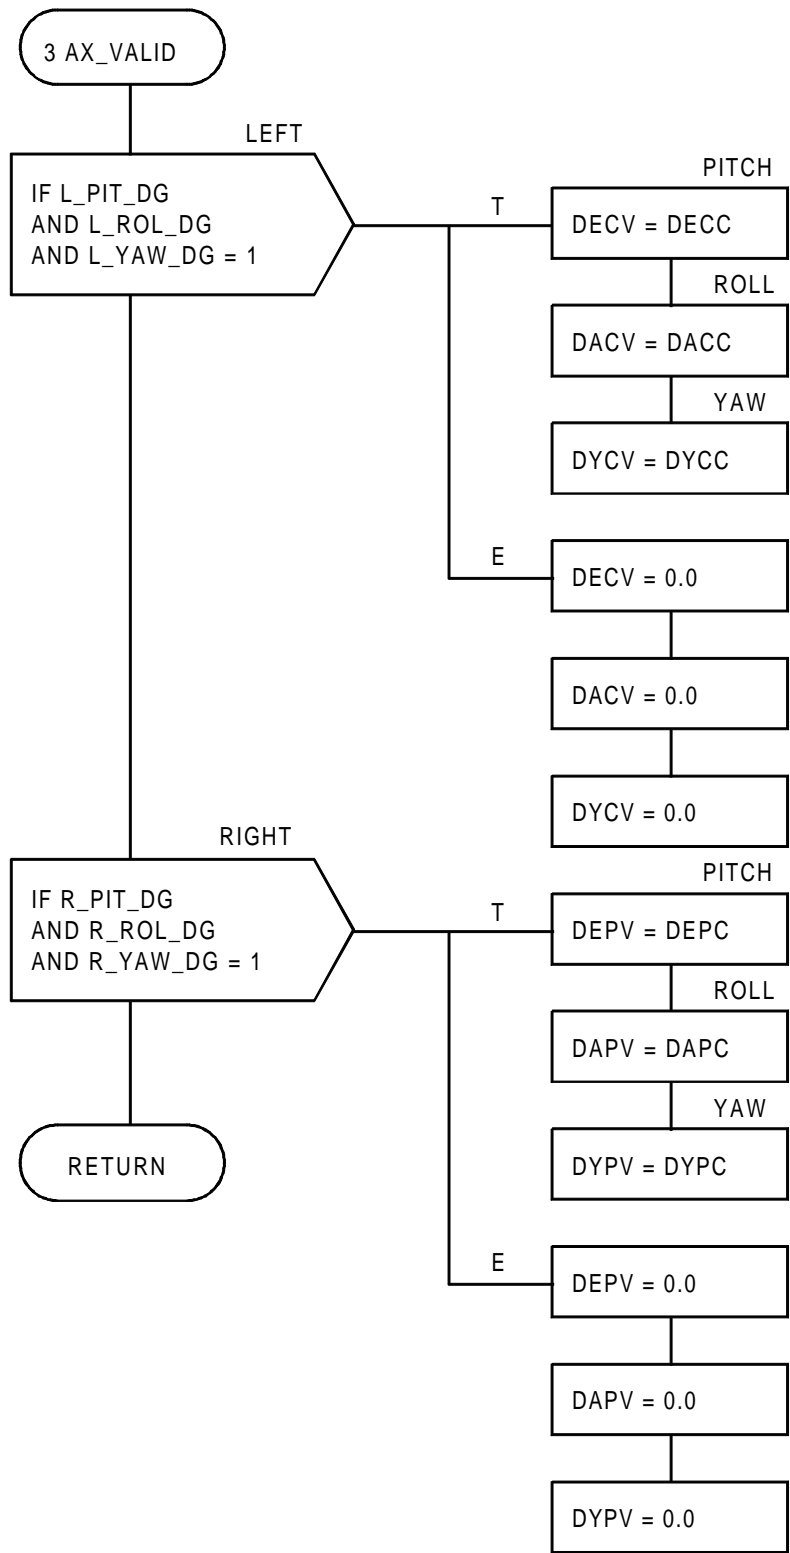 3 AX_VALID
LEFT
IF L_PIT_DG
AND L_ROL_DG
AND L_YAW_DG = 1
T
PITCH
DECV = DECC
ROLL
DACV = DACC
YAW
DYCV = DYCC
E
DECV = 0.0
DACV = 0.0
DYCV = 0.0
RIGHT
IF R_PIT_DG
AND R_ROL_DG
AND R_YAW_DG = 1
T
PITCH
DEPV = DEPC
ROLL
DAPV = DAPC
YAW
DYPV = DYPC
E
DEPV = 0.0
DAPV = 0.0
DYPV = 0.0
RETURN